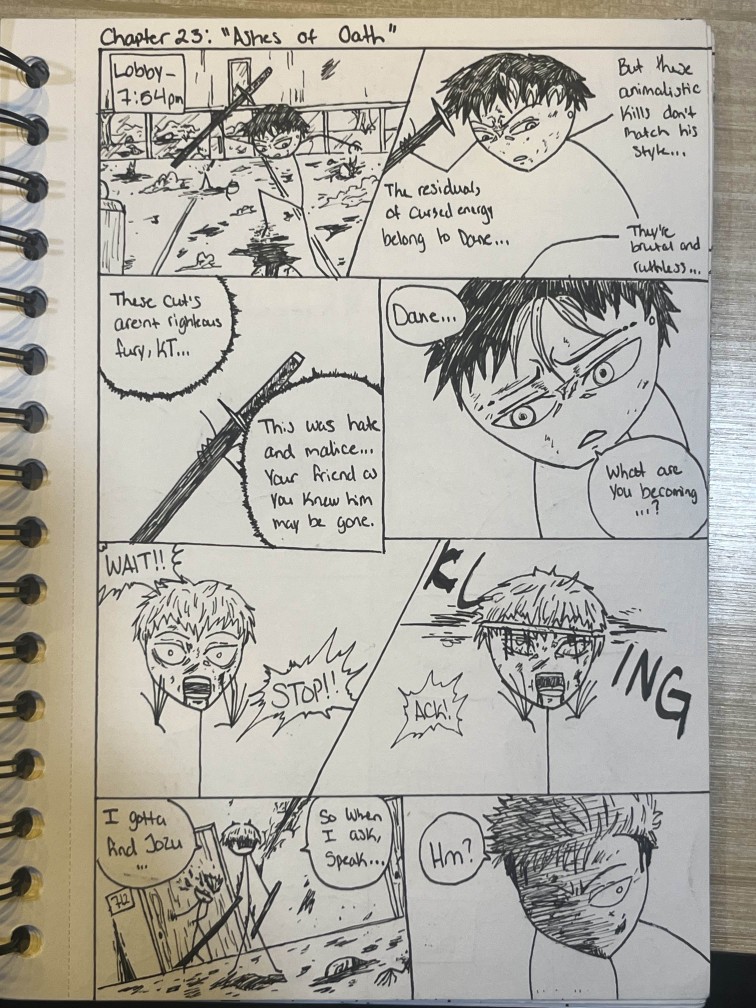 Chapter 23: "Ashes of Oath"
Lobby-
7:54pm
The residuals
of cursed energy
belong to Dane...
But these
animalistic
kills don't
match his
style...
They're
brutal and
ruthless...
These cut's
arent righteous
fury, KT...
This was hate
and malice...
Your friend as
you knew him
may be gone.
Dane...
What are
you becoming
...?
WAIT!!
STOP!!
KL
ING
ACK!
I gotta
find Jozu
...
So when
I ask,
Speak...
712
Hm?